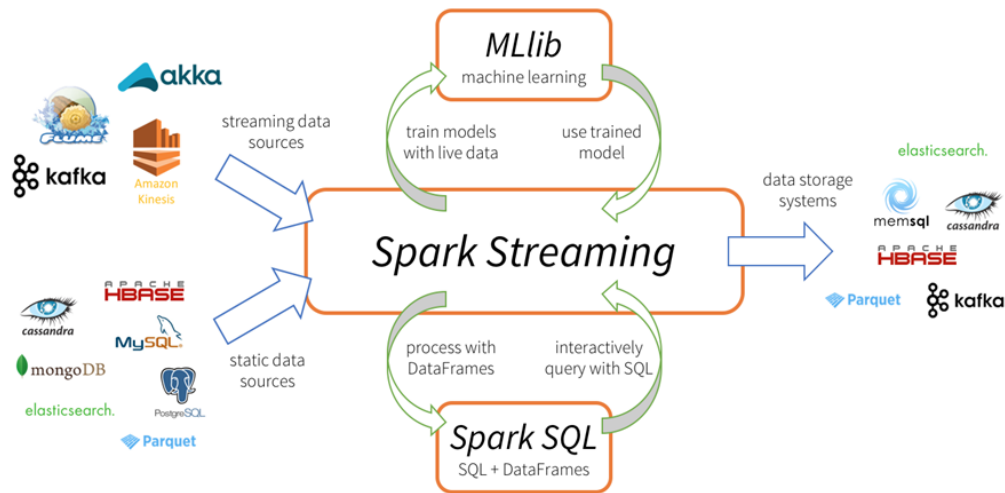 MLlib
machine learning
akka
FLUME
kafka
Amazon
Kinesis
streaming data
sources
train models
with live data
use trained
model
Spark Streaming
data storage
systems
elasticsearch.
memsql
cassandra
APACHE
HBASE
Parquet
kafka
APACHE
HBASE
cassandra
MySQL®
mongoDB
elasticsearch.
PostgreSQL
Parquet
static data
sources
process with
DataFrames
interactively
query with SQL
Spark SQL
SQL + DataFrames